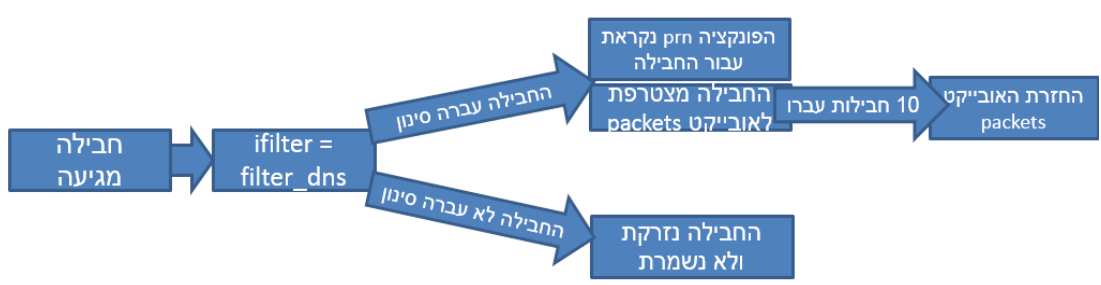 חבילה
מגיעה
ifilter =
filter_dns
החבילה עברה סינון
הפונקציה prn נקראת
עבור החבילה
החבילה מצטרפת
לאובייקט packets
10 חבילות עברו
החזרת האובייקט
packets
החבילה לא עברה סינון
החבילה נזרקת
ולא נשמרת